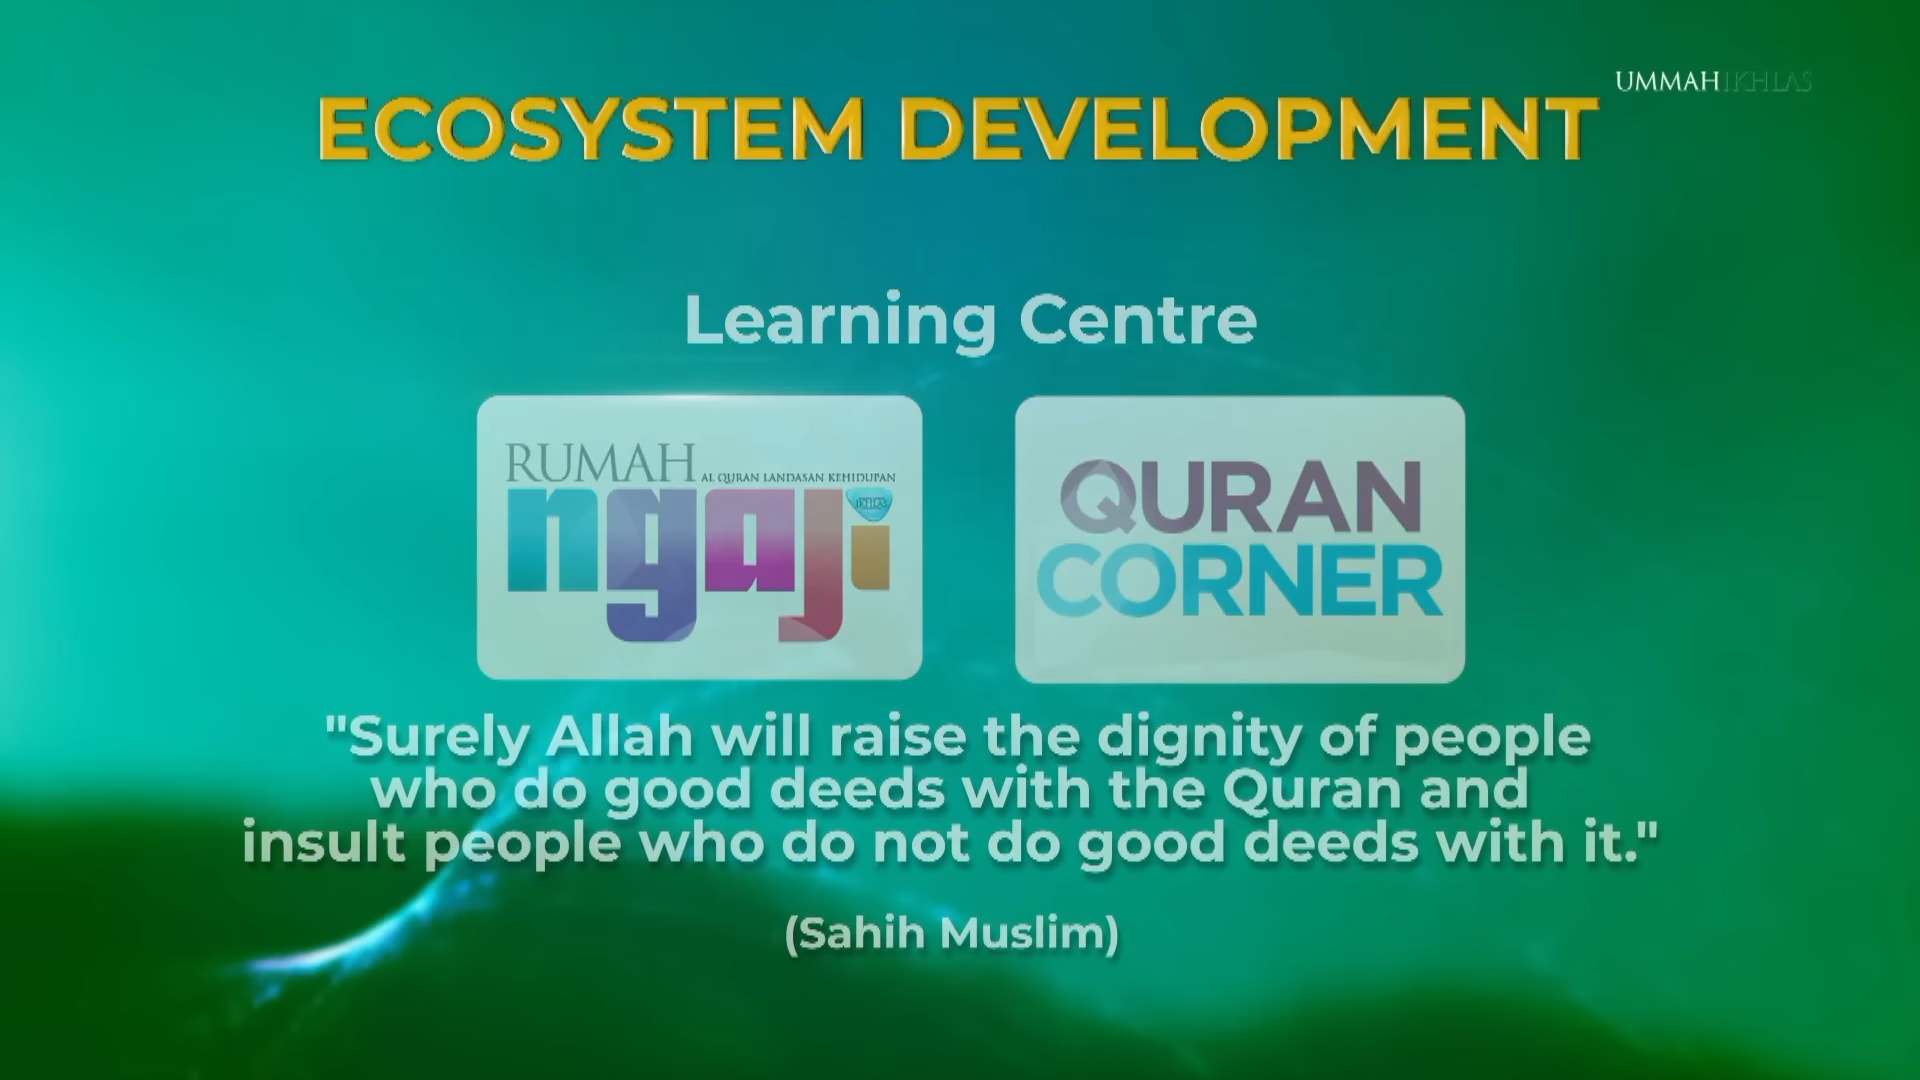 UMMAHIKHLAS
ECOSYSTEM DEVELOPMENT
Learning Centre
RUMAH
AL QURAN LANDASAN KEHIDUPAN
ngaji
QURAN
CORNER
"Surely Allah will raise the dignity of people
who do good deeds with the Quran and
insult people who do not do good deeds with it."
(Sahih Muslim)